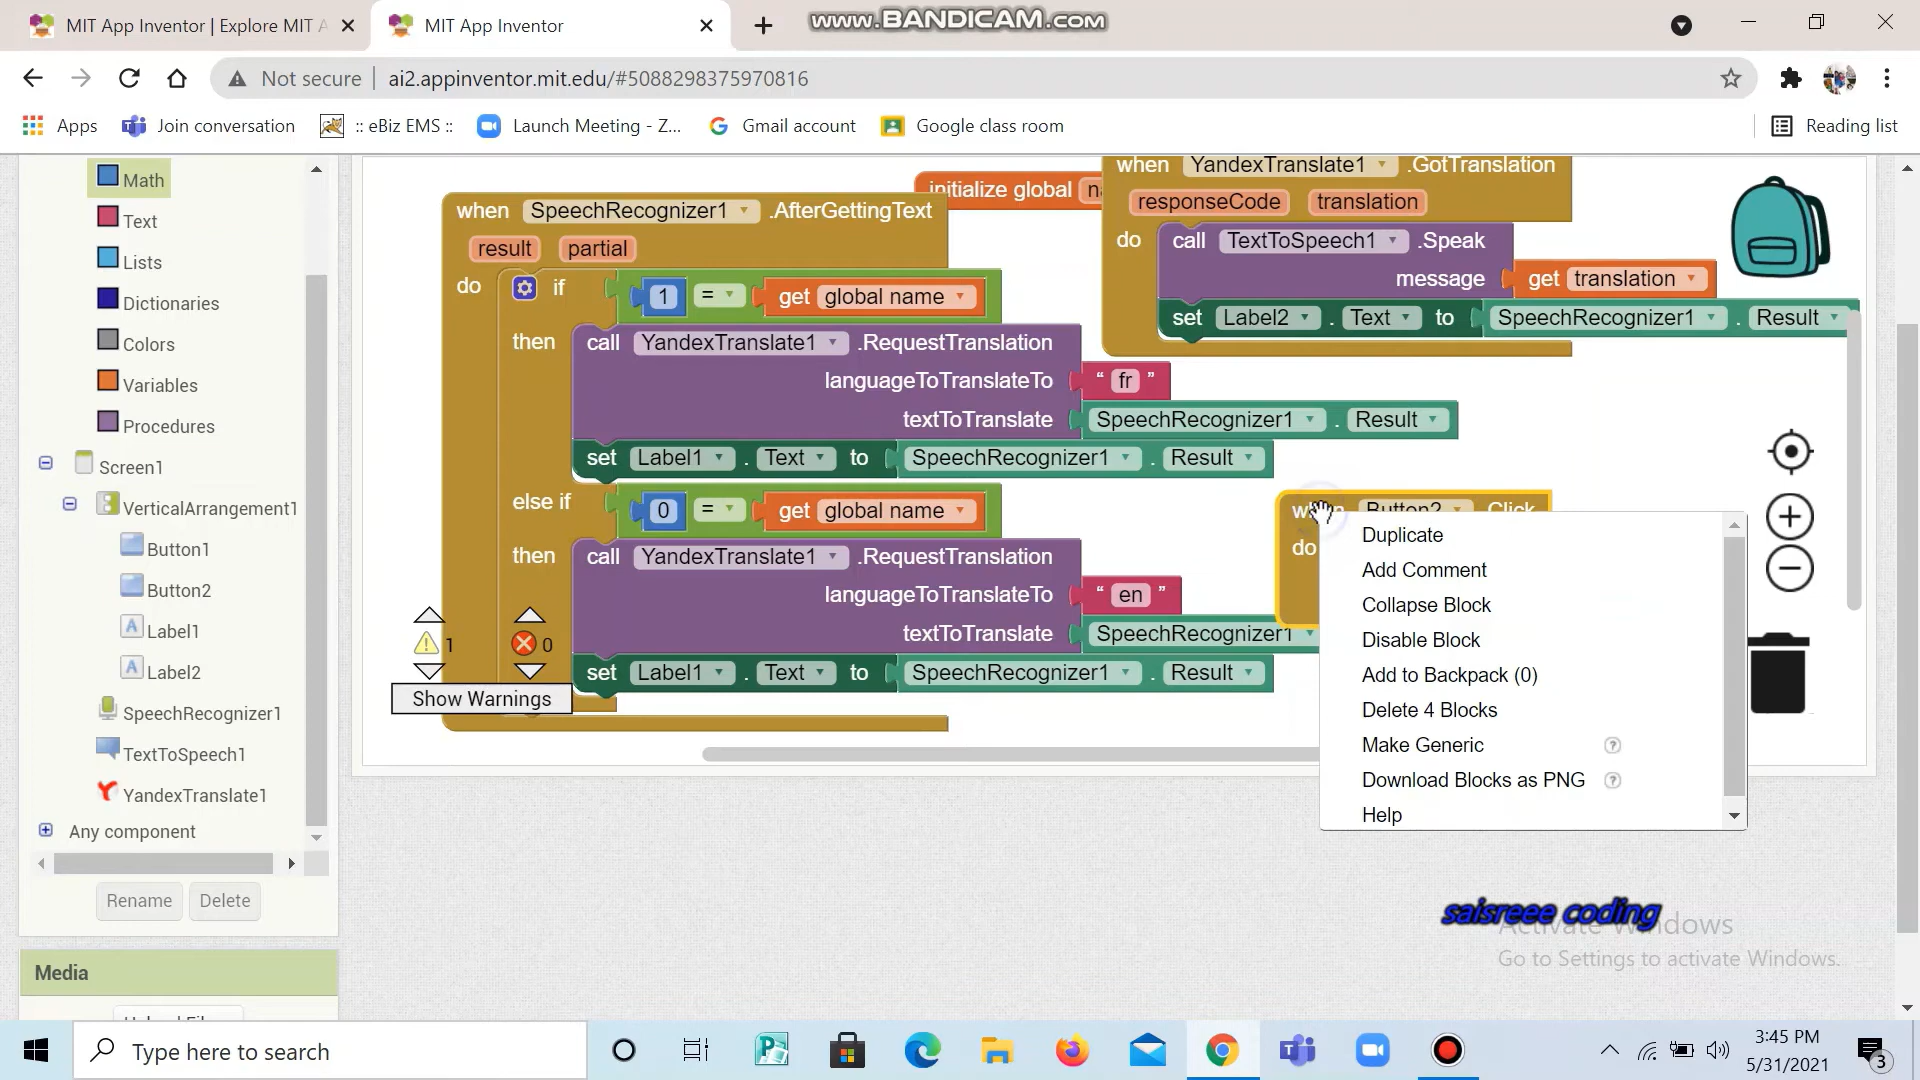 MIT App Inventor | Explore MIT A
MIT App Inventor
www.BANDICAM.com
Not secure
ai2.appinventor.mit.edu/#5088298375970816
Apps
Join conversation
:: eBiz EMS ::
Launch Meeting - Z...
Gmail account
Google class room
Reading list
Math
Text
Lists
Dictionaries
Colors
Variables
Procedures
Screen1
VerticalArrangement1
Button1
Button2
Label1
Label2
SpeechRecognizer1
TextToSpeech1
YandexTranslate1
Any component
Rename
Delete
Media
initialize global
when SpeechRecognizer1 .AfterGettingText
result partial
do if 1 = get global name
then call YandexTranslate1 .RequestTranslation
languageToTranslateTo “ fr ”
textToTranslate SpeechRecognizer1 . Result
set Label1 . Text to SpeechRecognizer1 . Result
else if 0 = get global name
then call YandexTranslate1 .RequestTranslation
languageToTranslateTo “ en ”
textToTranslate SpeechRecognizer1
set Label1 . Text to SpeechRecognizer1 . Result
1
0
Show Warnings
when YandexTranslate1 .GotTranslation
responseCode translation
do call TextToSpeech1 .Speak
message get translation
set Label2 . Text to SpeechRecognizer1 . Result
when Button2 .Click
do
Duplicate
Add Comment
Collapse Block
Disable Block
Add to Backpack (0)
Delete 4 Blocks
Make Generic ?
Download Blocks as PNG ?
Help
saisreee coding
Activate Windows
Go to Settings to activate Windows.
Type here to search
3:45 PM
5/31/2021
3